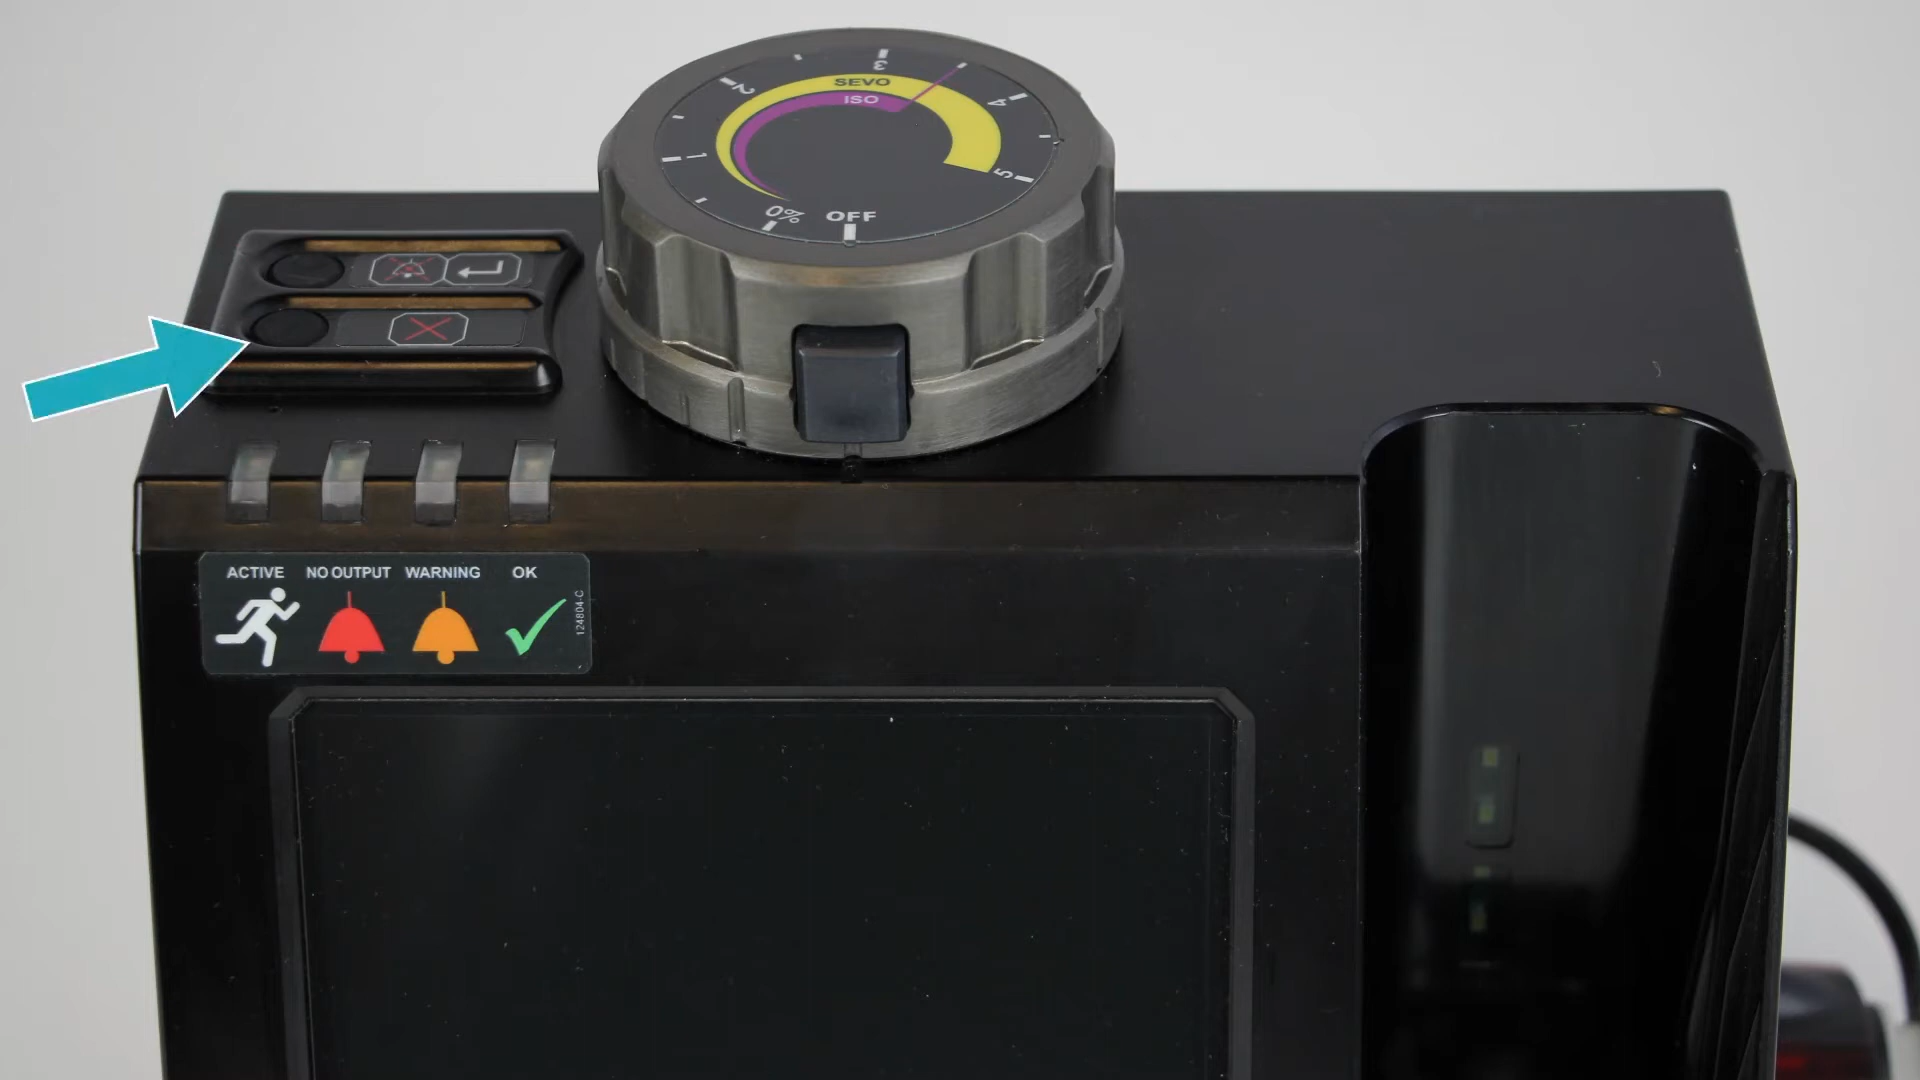 3
SEVO
2
ISO
4
1
5
0%
OFF
ACTIVE
NO OUTPUT
WARNING
OK
124804-C